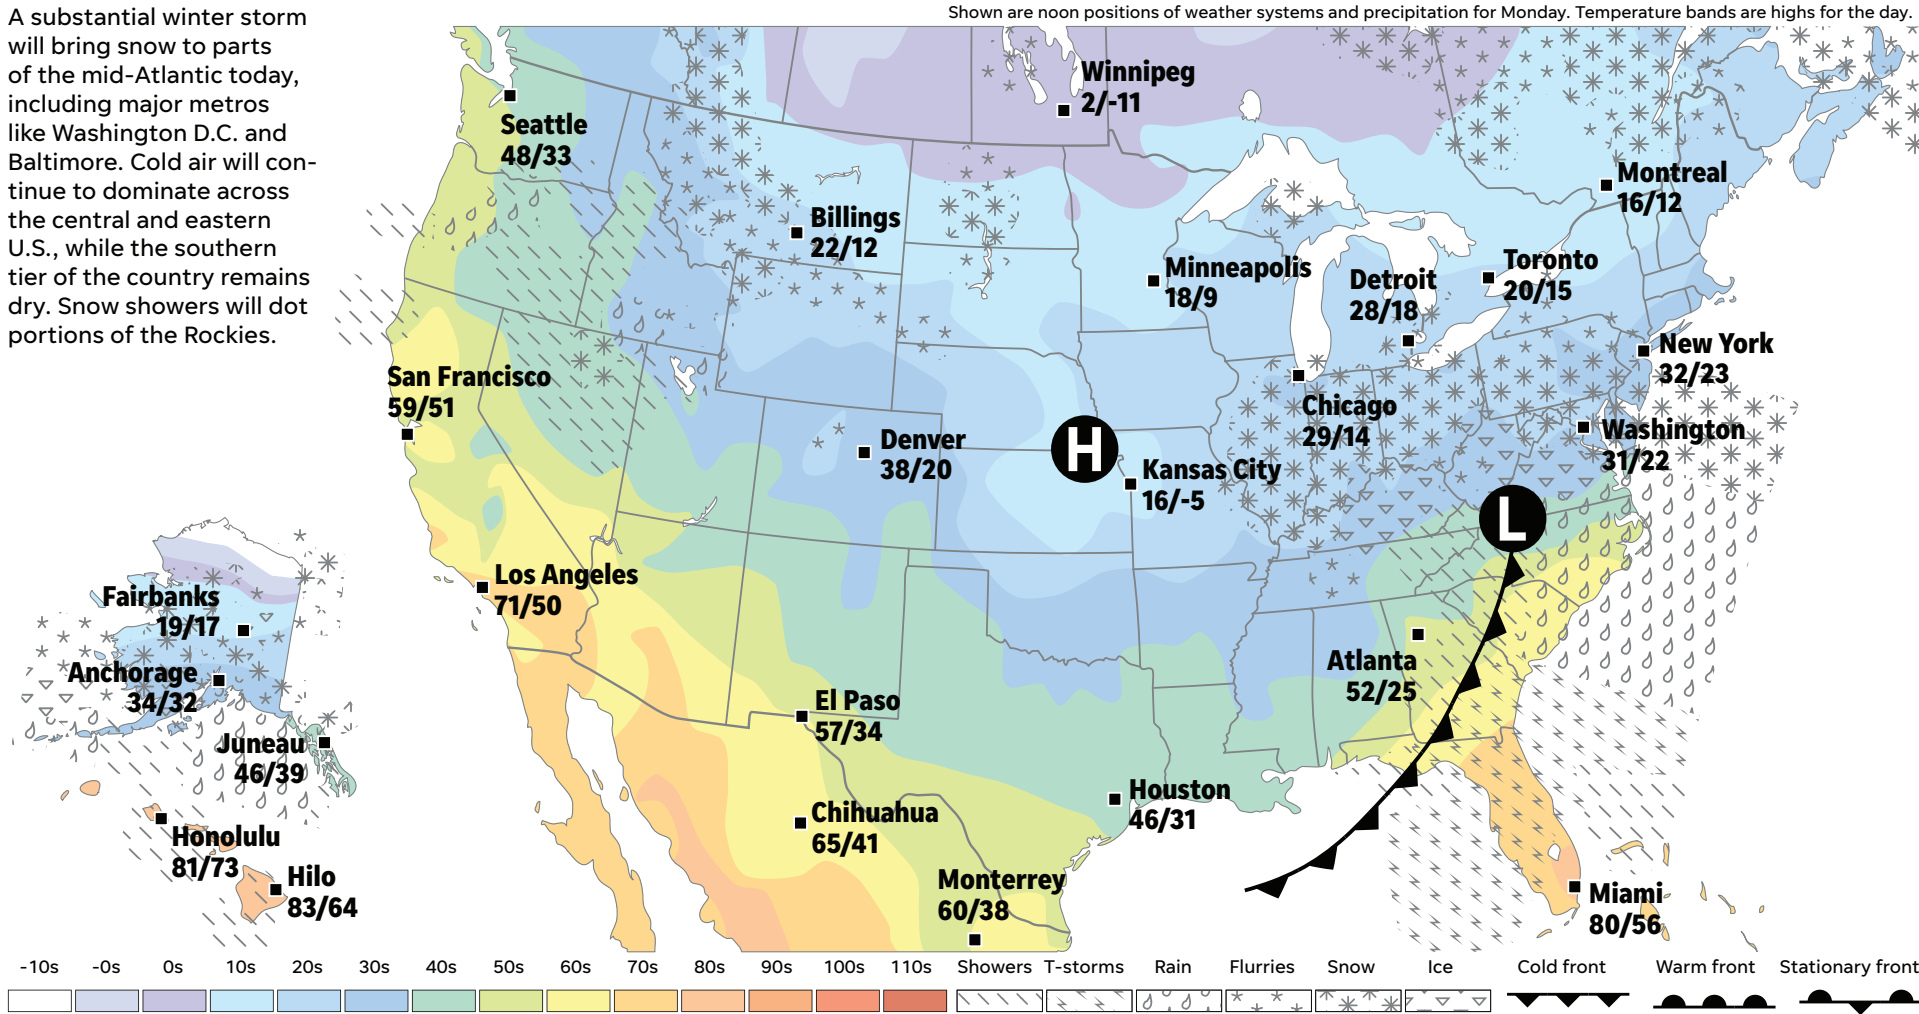 A substantial winter storm
will bring snow to parts
of the mid-Atlantic today,
including major metros
like Washington D.C. and
Baltimore. Cold air will con-
tinue to dominate across
the central and eastern
U.S., while the southern
tier of the country remains
dry. Snow showers will dot
portions of the Rockies.
Shown are noon positions of weather systems and precipitation for Monday. Temperature bands are highs for the day.
Winnipeg
2/-11
Seattle
48/33
Montreal
16/12
Billings
22/12
Minneapolis
18/9
Detroit
28/18
Toronto
20/15
New York
32/23
San Francisco
59/51
Chicago
29/14
Washington
31/22
Denver
38/20
H
Kansas City
16/-5
L
Los Angeles
71/50
Fairbanks
19/17
Anchorage
34/32
Juneau
46/39
Atlanta
52/25
El Paso
57/34
Houston
46/31
Chihuahua
65/41
Honolulu
81/73
Hilo
83/64
Monterrey
60/38
Miami
80/56
-10s -0s 0s 10s 20s 30s 40s 50s 60s 70s 80s 90s 100s 110s Showers T-storms Rain Flurries Snow Ice Cold front Warm front Stationary front